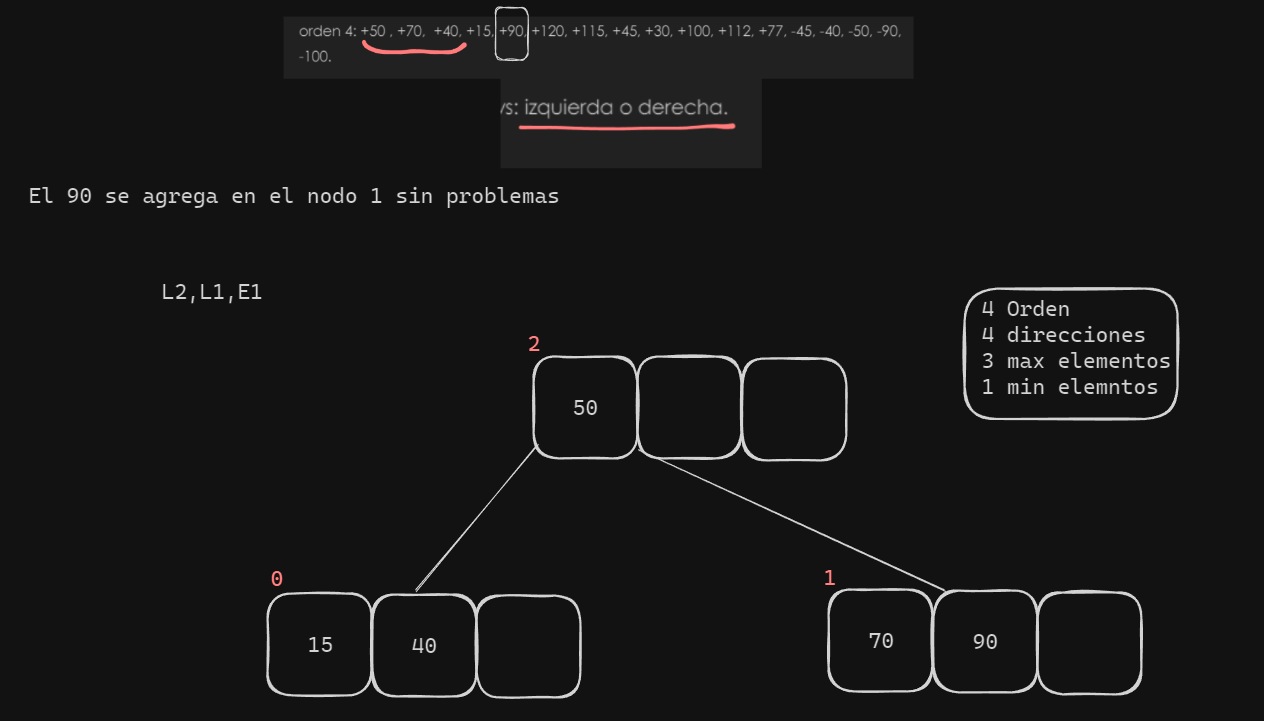 orden 4: +50 , +70, +40, +15, +90, +120, +115, +45, +30, +100, +112, +77, -45, -40, -50, -90,
-100.
s: izquierda o derecha.
El 90 se agrega en el nodo 1 sin problemas
L2,L1,E1
4 Orden
4 direcciones
3 max elementos
1 min elemntos
2
50
0
1
15 40
70 90